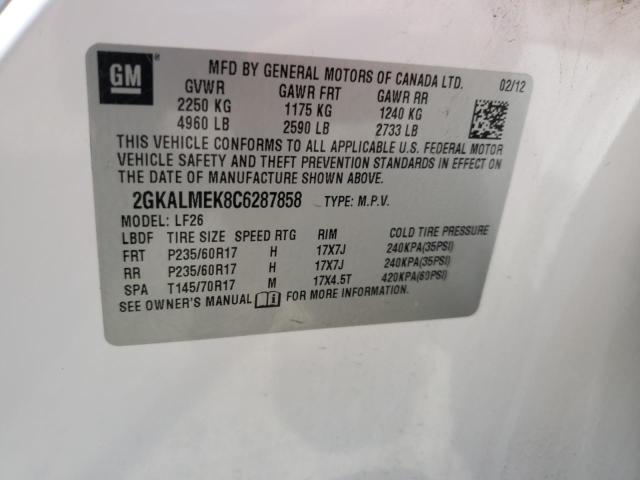 GM ®
MFD BY GENERAL MOTORS OF CANADA LTD. 02/12
GVWR GAWR FRT GAWR RR
2250 KG 1175 KG 1240 KG
4960 LB 2590 LB 2733 LB
THIS VEHICLE CONFORMS TO ALL APPLICABLE U.S. FEDERAL MOTOR
VEHICLE SAFETY AND THEFT PREVENTION STANDARDS IN EFFECT ON
THE DATE OF MANUFACTURE SHOWN ABOVE.
2GKALMEK8C6287858 TYPE: M.P.V.
MODEL: LF26
LBDF TIRE SIZE SPEED RTG RIM COLD TIRE PRESSURE
FRT P235/60R17 H 17X7J 240KPA(35PSI)
RR P235/60R17 H 17X7J 240KPA(35PSI)
SPA T145/70R17 M 17X4.5T 420KPA(60PSI)
SEE OWNER'S MANUAL FOR MORE INFORMATION.